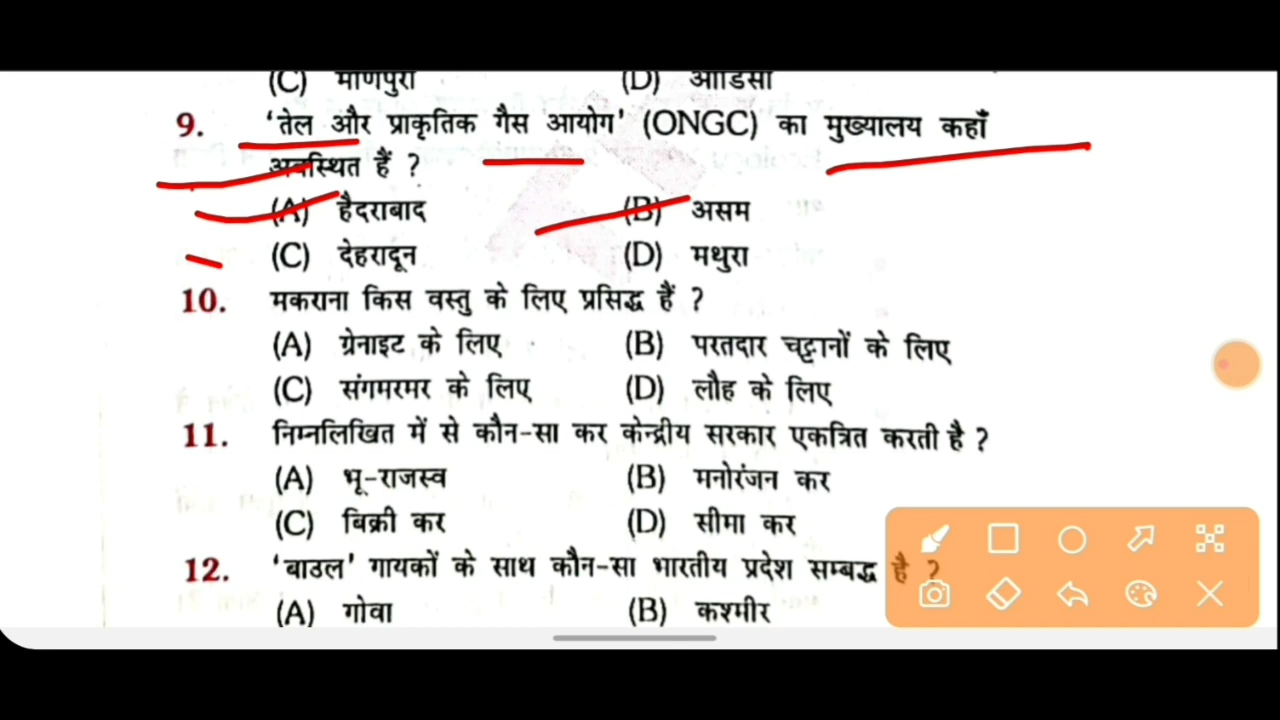 (C) मणिपुरी (D) ओडिसी
9. 'तेल और प्राकृतिक गैस आयोग' (ONGC) का मुख्यालय कहाँ
अवस्थित हैं ?
(A) हैदराबाद (B) असम
(C) देहरादून (D) मथुरा
10. मकराना किस वस्तु के लिए प्रसिद्ध हैं ?
(A) ग्रेनाइट के लिए (B) परतदार चट्टानों के लिए
(C) संगमरमर के लिए (D) लौह के लिए
11. निम्नलिखित में से कौन-सा कर केन्द्रीय सरकार एकत्रित करती है ?
(A) भू-राजस्व (B) मनोरंजन कर
(C) बिक्री कर (D) सीमा कर
12. 'बाउल' गायकों के साथ कौन-सा भारतीय प्रदेश सम्बद्ध है ?
(A) गोवा (B) कश्मीर